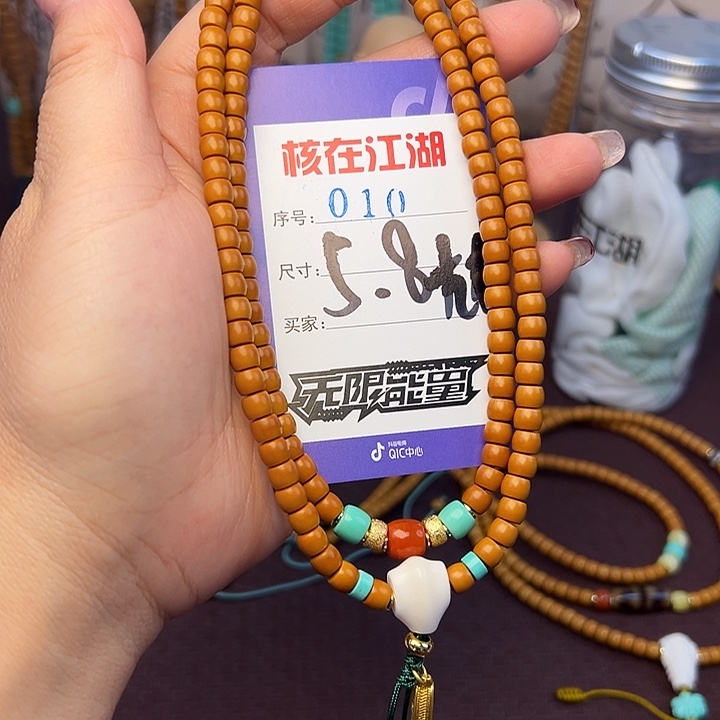 核在江湖
序号: 010
尺寸: 5.8
买家:
无限能量
抖音电商
QIC中心
江湖